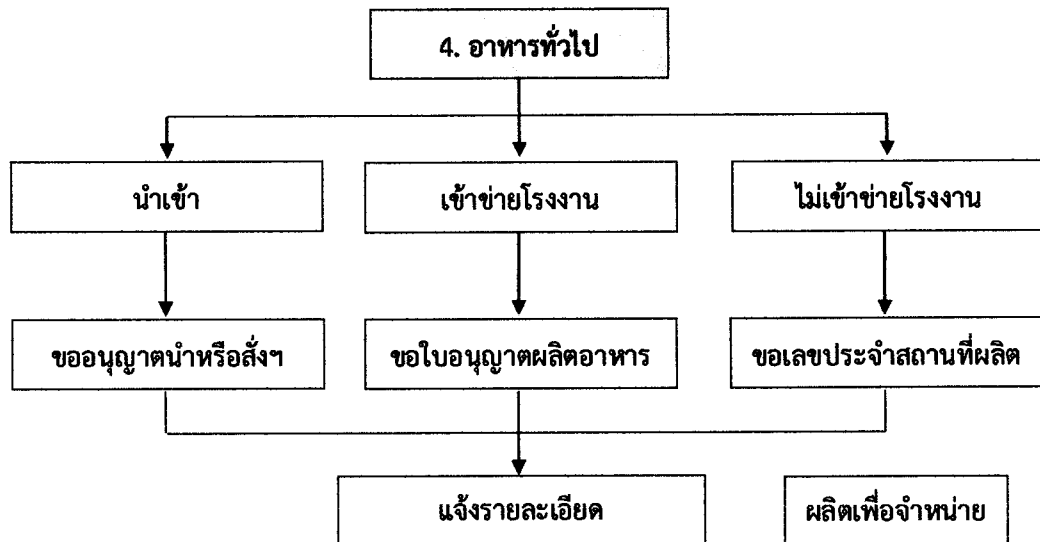 4. อาหารทั่วไป
นำเข้า
เข้าข่ายโรงงาน
ไม่เข้าข่ายโรงงาน
ขออนุญาตนำหรือสั่งฯ
ขอใบอนุญาตผลิตอาหาร
ขอเลขประจำสถานที่ผลิต
แจ้งรายละเอียด
ผลิตเพื่อจำหน่าย